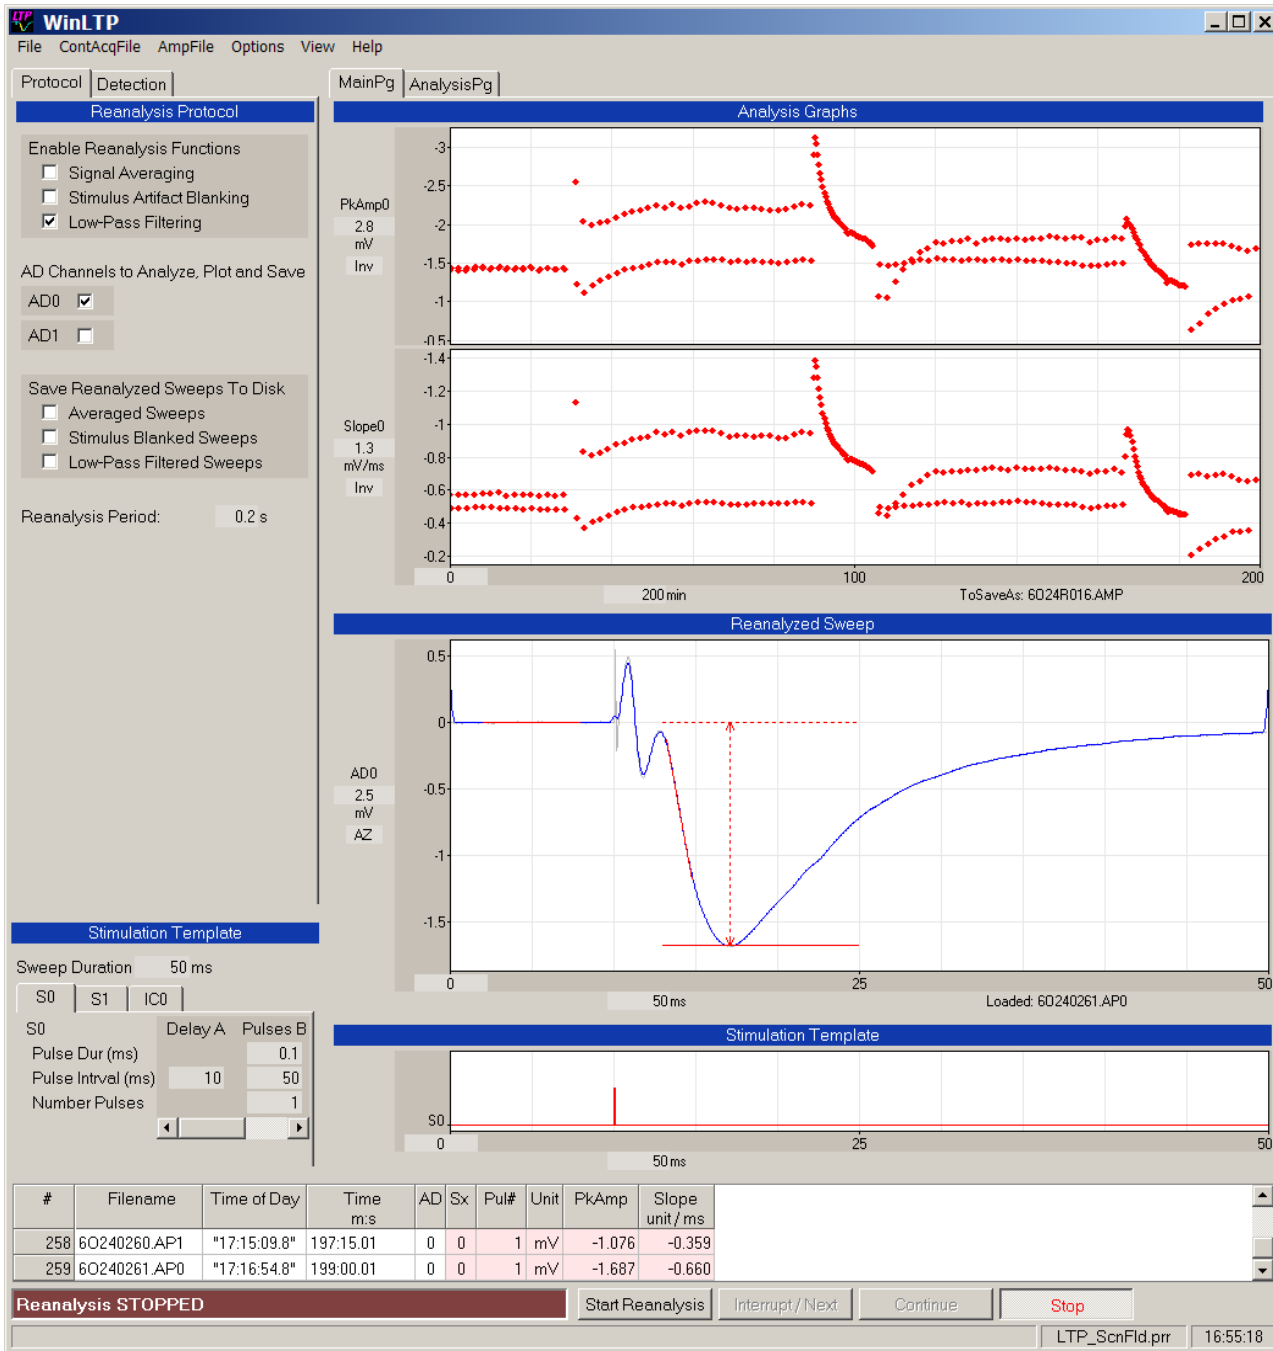 WinLTP
File ContAcqFile AmpFile Options View Help
Protocol Detection
Reanalysis Protocol
Enable Reanalysis Functions
Signal Averaging
Stimulus Artifact Blanking
Low-Pass Filtering
AD Channels to Analyze, Plot and Save
AD0
AD1
Save Reanalyzed Sweeps To Disk
Averaged Sweeps
Stimulus Blanked Sweeps
Low-Pass Filtered Sweeps
Reanalysis Period: 0.2 s
MainPg AnalysisPg
Analysis Graphs
PkAmp0
2.8
mV
Inv
-3
-2.5
-2
-1.5
-1
-0.5
Slope0
1.3
mV/ms
Inv
-1.4
-1.2
-1
-0.8
-0.6
-0.4
-0.2
0 100 200
200 min ToSaveAs: 6O24R016.AMP
Reanalyzed Sweep
AD0
2.5
mV
AZ
0.5
0
-0.5
-1
-1.5
0 25 50
50 ms Loaded: 6O240261.AP0
Stimulation Template
Sweep Duration 50 ms
S0 S1 IC0
S0 Delay A Pulses B
Pulse Dur (ms) 0.1
Pulse Intrval (ms) 10 50
Number Pulses 1
Stimulation Template
S0
0 25 50
50 ms
# Filename Time of Day Time AD Sx Pul# Unit PkAmp Slope
m:s unit / ms
258 6O240260.AP1 "17:15:09.8" 197:15.01 0 0 1 mV -1.076 -0.359
259 6O240261.AP0 "17:16:54.8" 199:00.01 0 0 1 mV -1.687 -0.660
Reanalysis STOPPED Start Reanalysis Interrupt / Next Continue Stop
LTP_ScnFld.prr 16:55:18